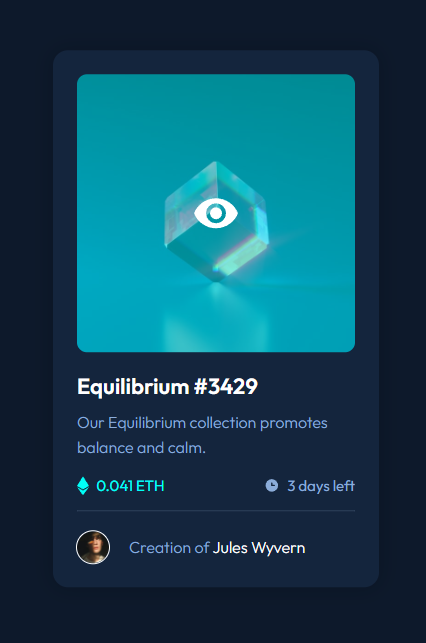 Equilibrium #3429
Our Equilibrium collection promotes
balance and calm.
0.041 ETH
3 days left
Creation of Jules Wyvern